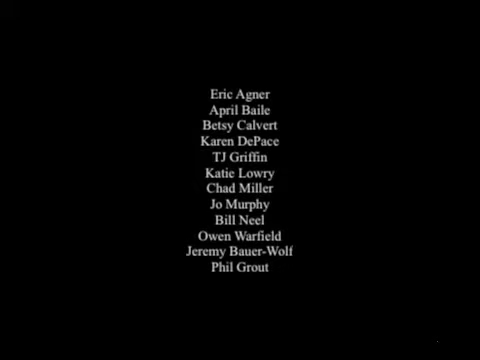 Eric Agner
April Baile
Betsy Calvert
Karen DePace
TJ Griffin
Katie Lowry
Chad Miller
Jo Murphy
Bill Neel
Owen Warfield
Jeremy Bauer-Wolf
Phil Grout